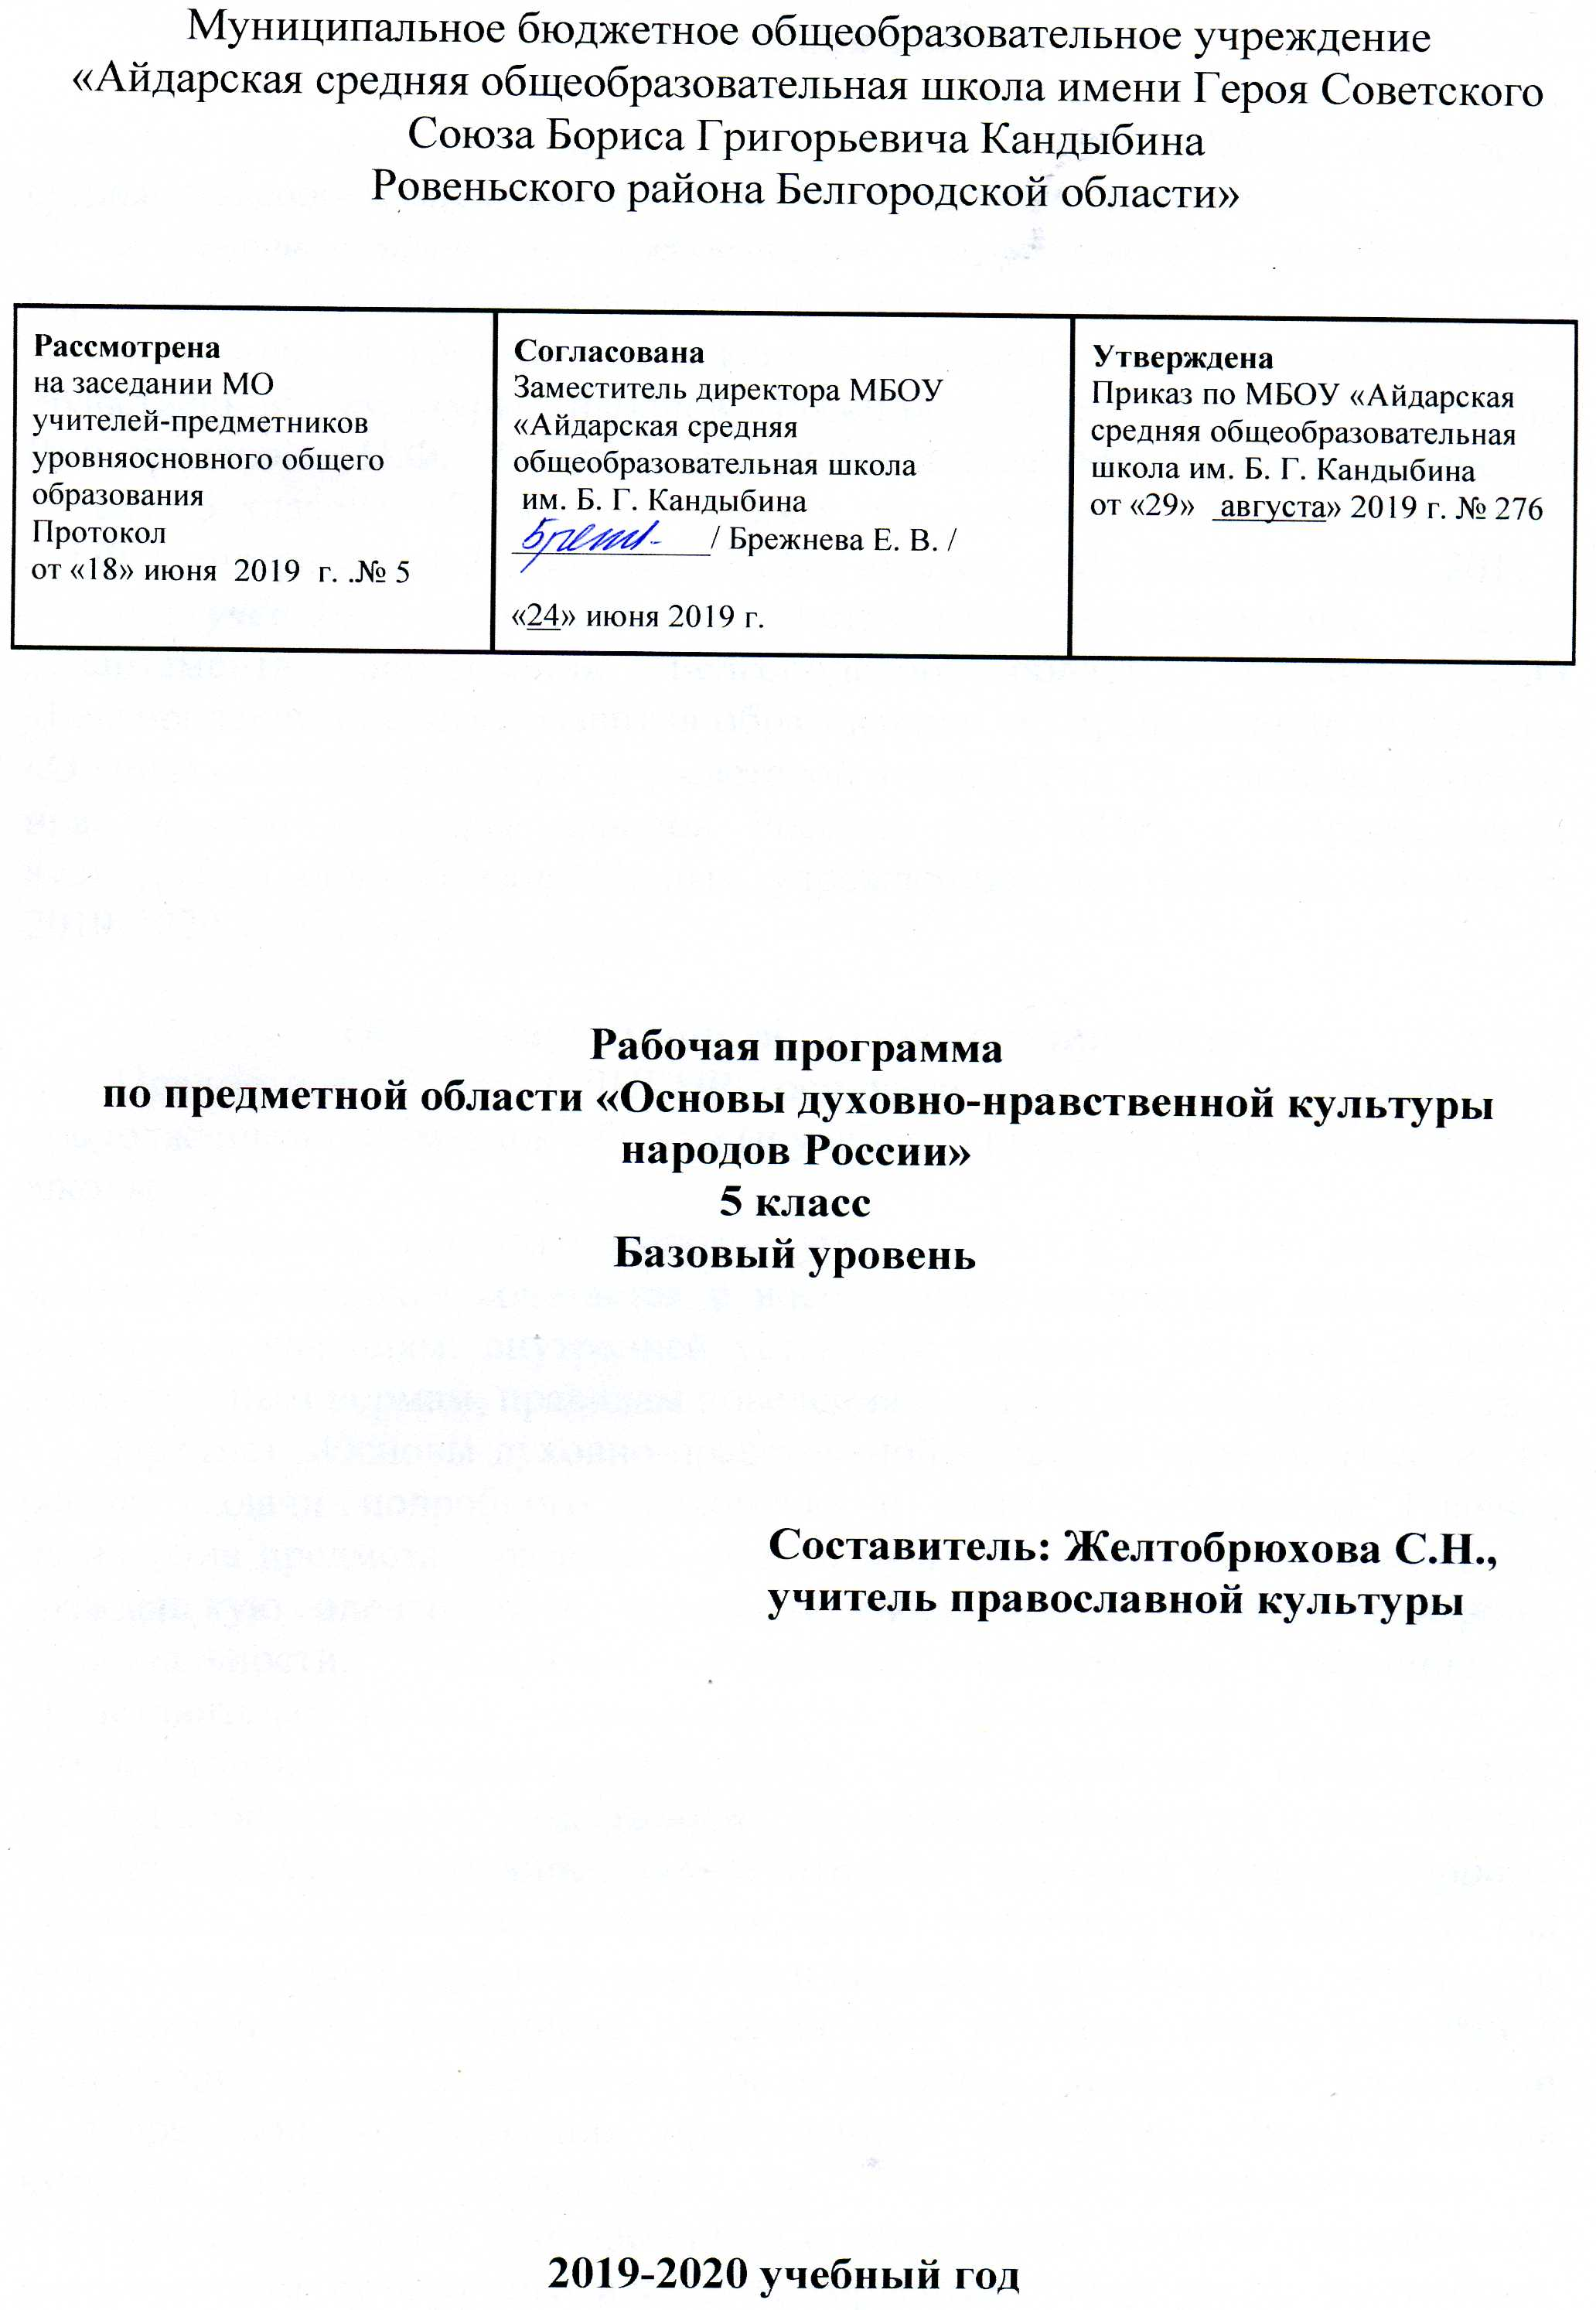 Муниципальное бюджетное общеобразовательное учреждение
«Айдарская средняя общеобразовательная школа имени Героя Советского
Союза Бориса Григорьевича Кандыбина
Ровеньского района Белгородской области»
Рассмотрена
на заседании МО
учителей-предметников
уровняосновного общего
образования
Протокол
от «18» июня 2019 г. .№ 5
Согласована
Заместитель директора МБОУ
«Айдарская средняя
общеобразовательная школа
им. Б. Г. Кандыбина
____________/ Брежнева Е. В. /
«24» июня 2019 г.
Утверждена
Приказ по МБОУ «Айдарская
средняя общеобразовательная
школа им. Б. Г. Кандыбина
от «29» августа» 2019 г. № 276
Рабочая программа
по предметной области «Основы духовно-нравственной культуры
народов России»
5 класс
Базовый уровень
Составитель: Желтобрюхова С.Н.,
учитель православной культуры
2019-2020 учебный год